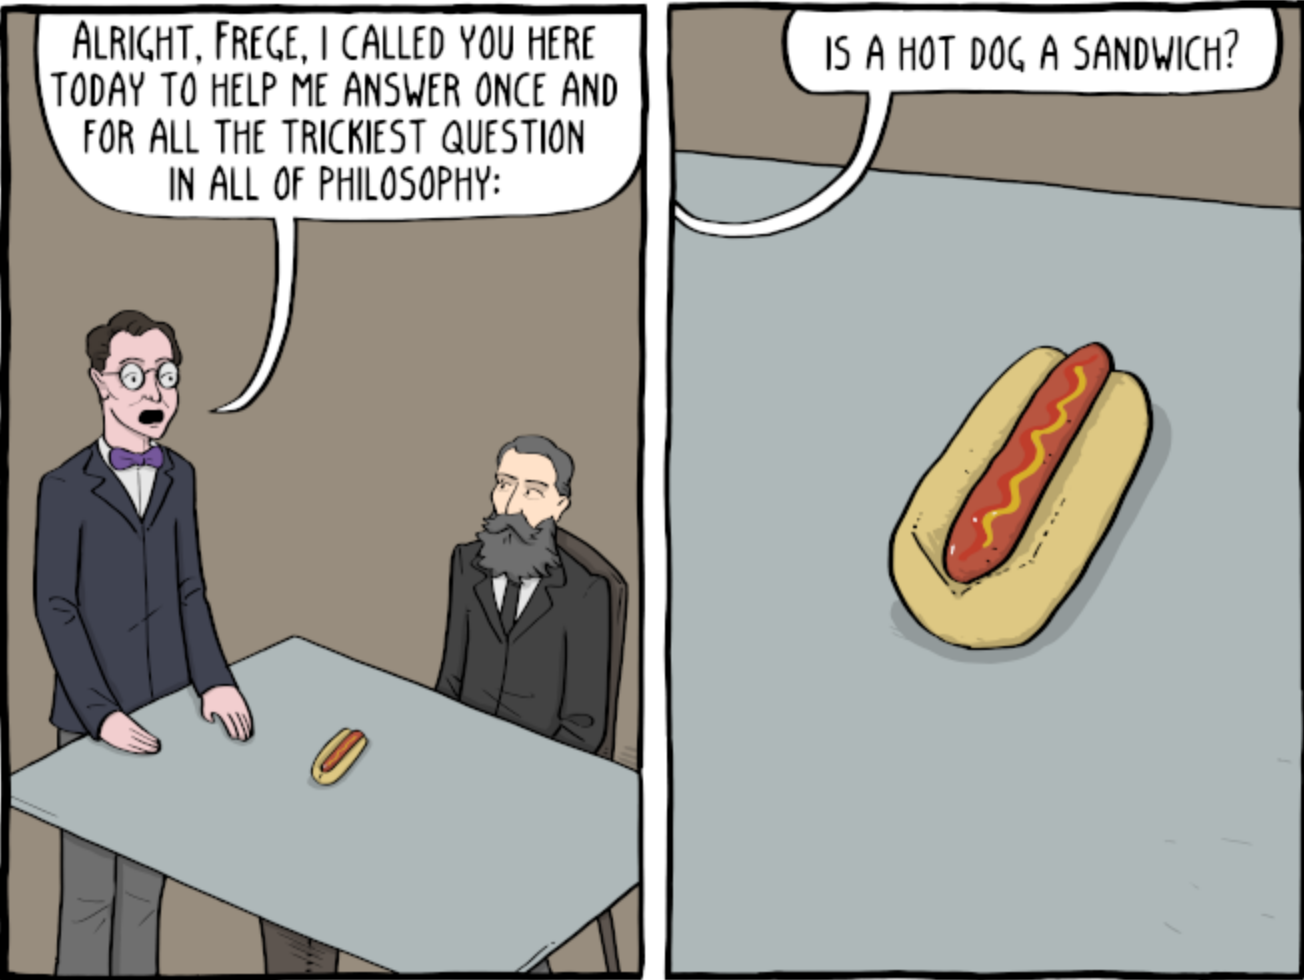 ALRIGHT, FREGE, I CALLED YOU HERE
TODAY TO HELP ME ANSWER ONCE AND
FOR ALL THE TRICKIEST QUESTION
IN ALL OF PHILOSOPHY:
IS A HOT DOG A SANDWICH?